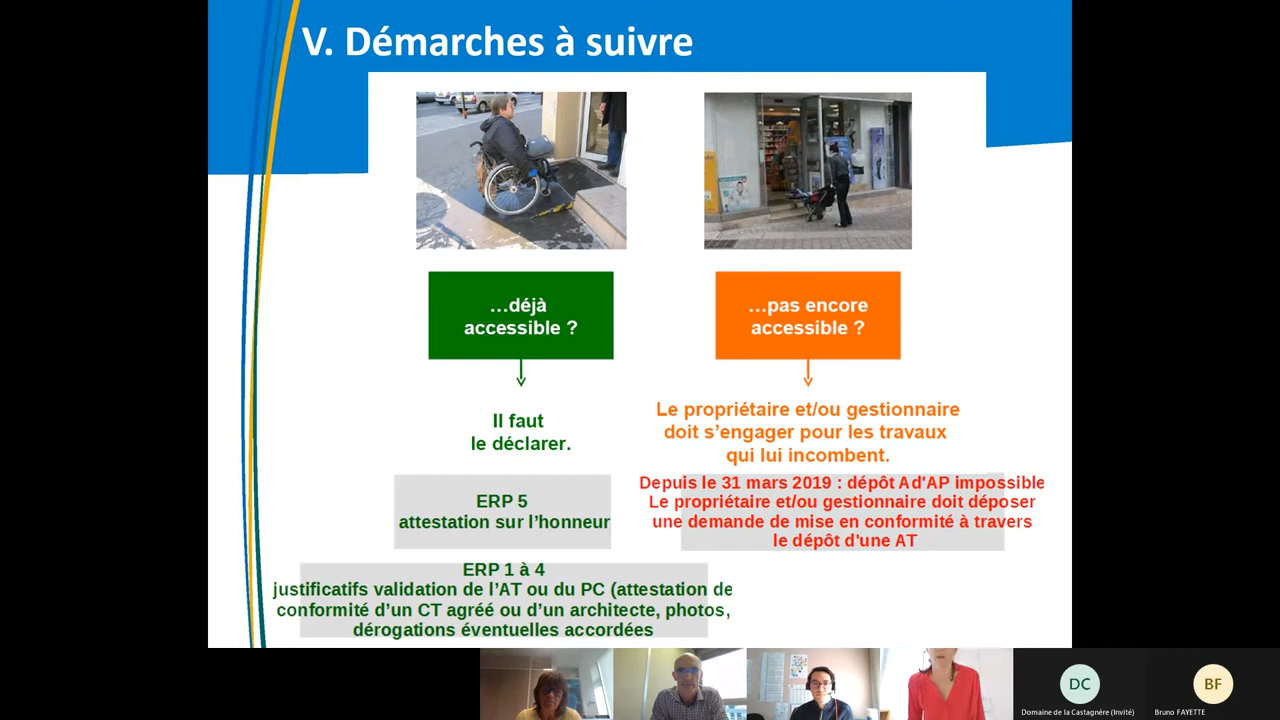 V. Démarches à suivre
…déjà
accessible ?
…pas encore
accessible ?
Il faut
le déclarer.
Le propriétaire et/ou gestionnaire
doit s’engager pour les travaux
qui lui incombent.
ERP 5
attestation sur l’honneur
Depuis le 31 mars 2019 : dépôt Ad'AP impossible
Le propriétaire et/ou gestionnaire doit déposer
une demande de mise en conformité à travers
le dépôt d'une AT
ERP 1 à 4
justificatifs validation de l’AT ou du PC (attestation de
conformité d’un CT agréé ou d’un architecte, photos,
dérogations éventuelles accordées
DC
BF
Domaine de la Castagnére (Invité)
Bruno FAYETTE